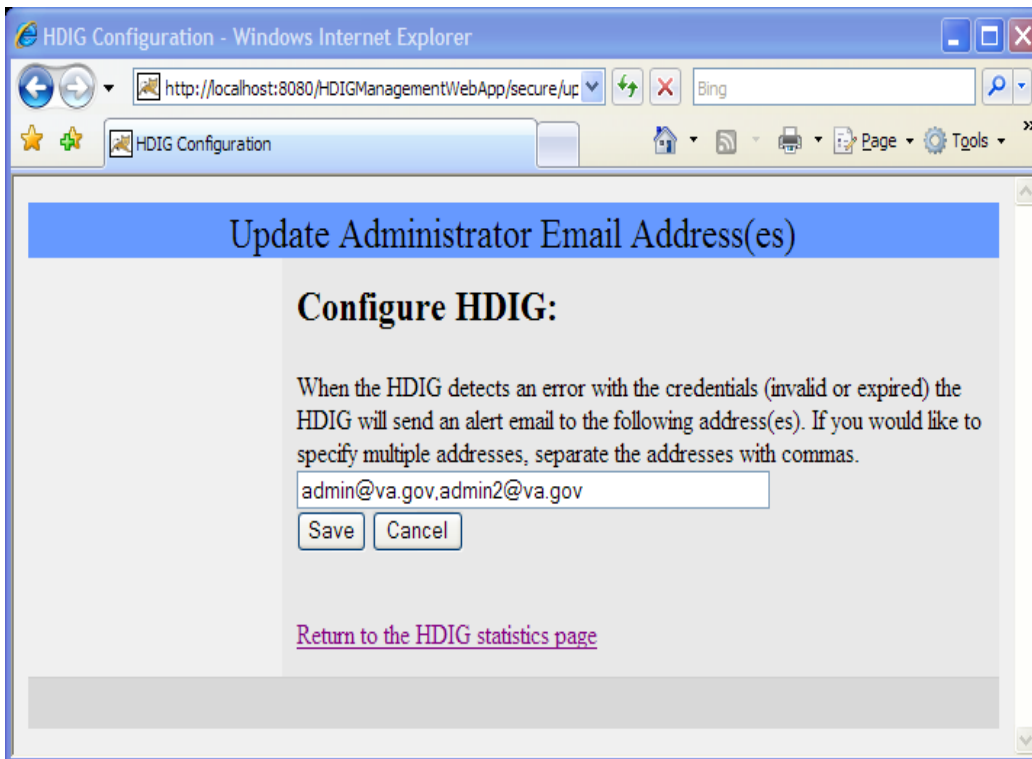 HDIG Configuration - Windows Internet Explorer
http://localhost:8080/HDIGManagementWebApp/secure/up
Bing
HDIG Configuration
Page
Tools
Update Administrator Email Address(es)
Configure HDIG:
When the HDIG detects an error with the credentials (invalid or expired) the
HDIG will send an alert email to the following address(es). If you would like to
specify multiple addresses, separate the addresses with commas.
admin@va.gov,admin2@va.gov
Save Cancel
Return to the HDIG statistics page